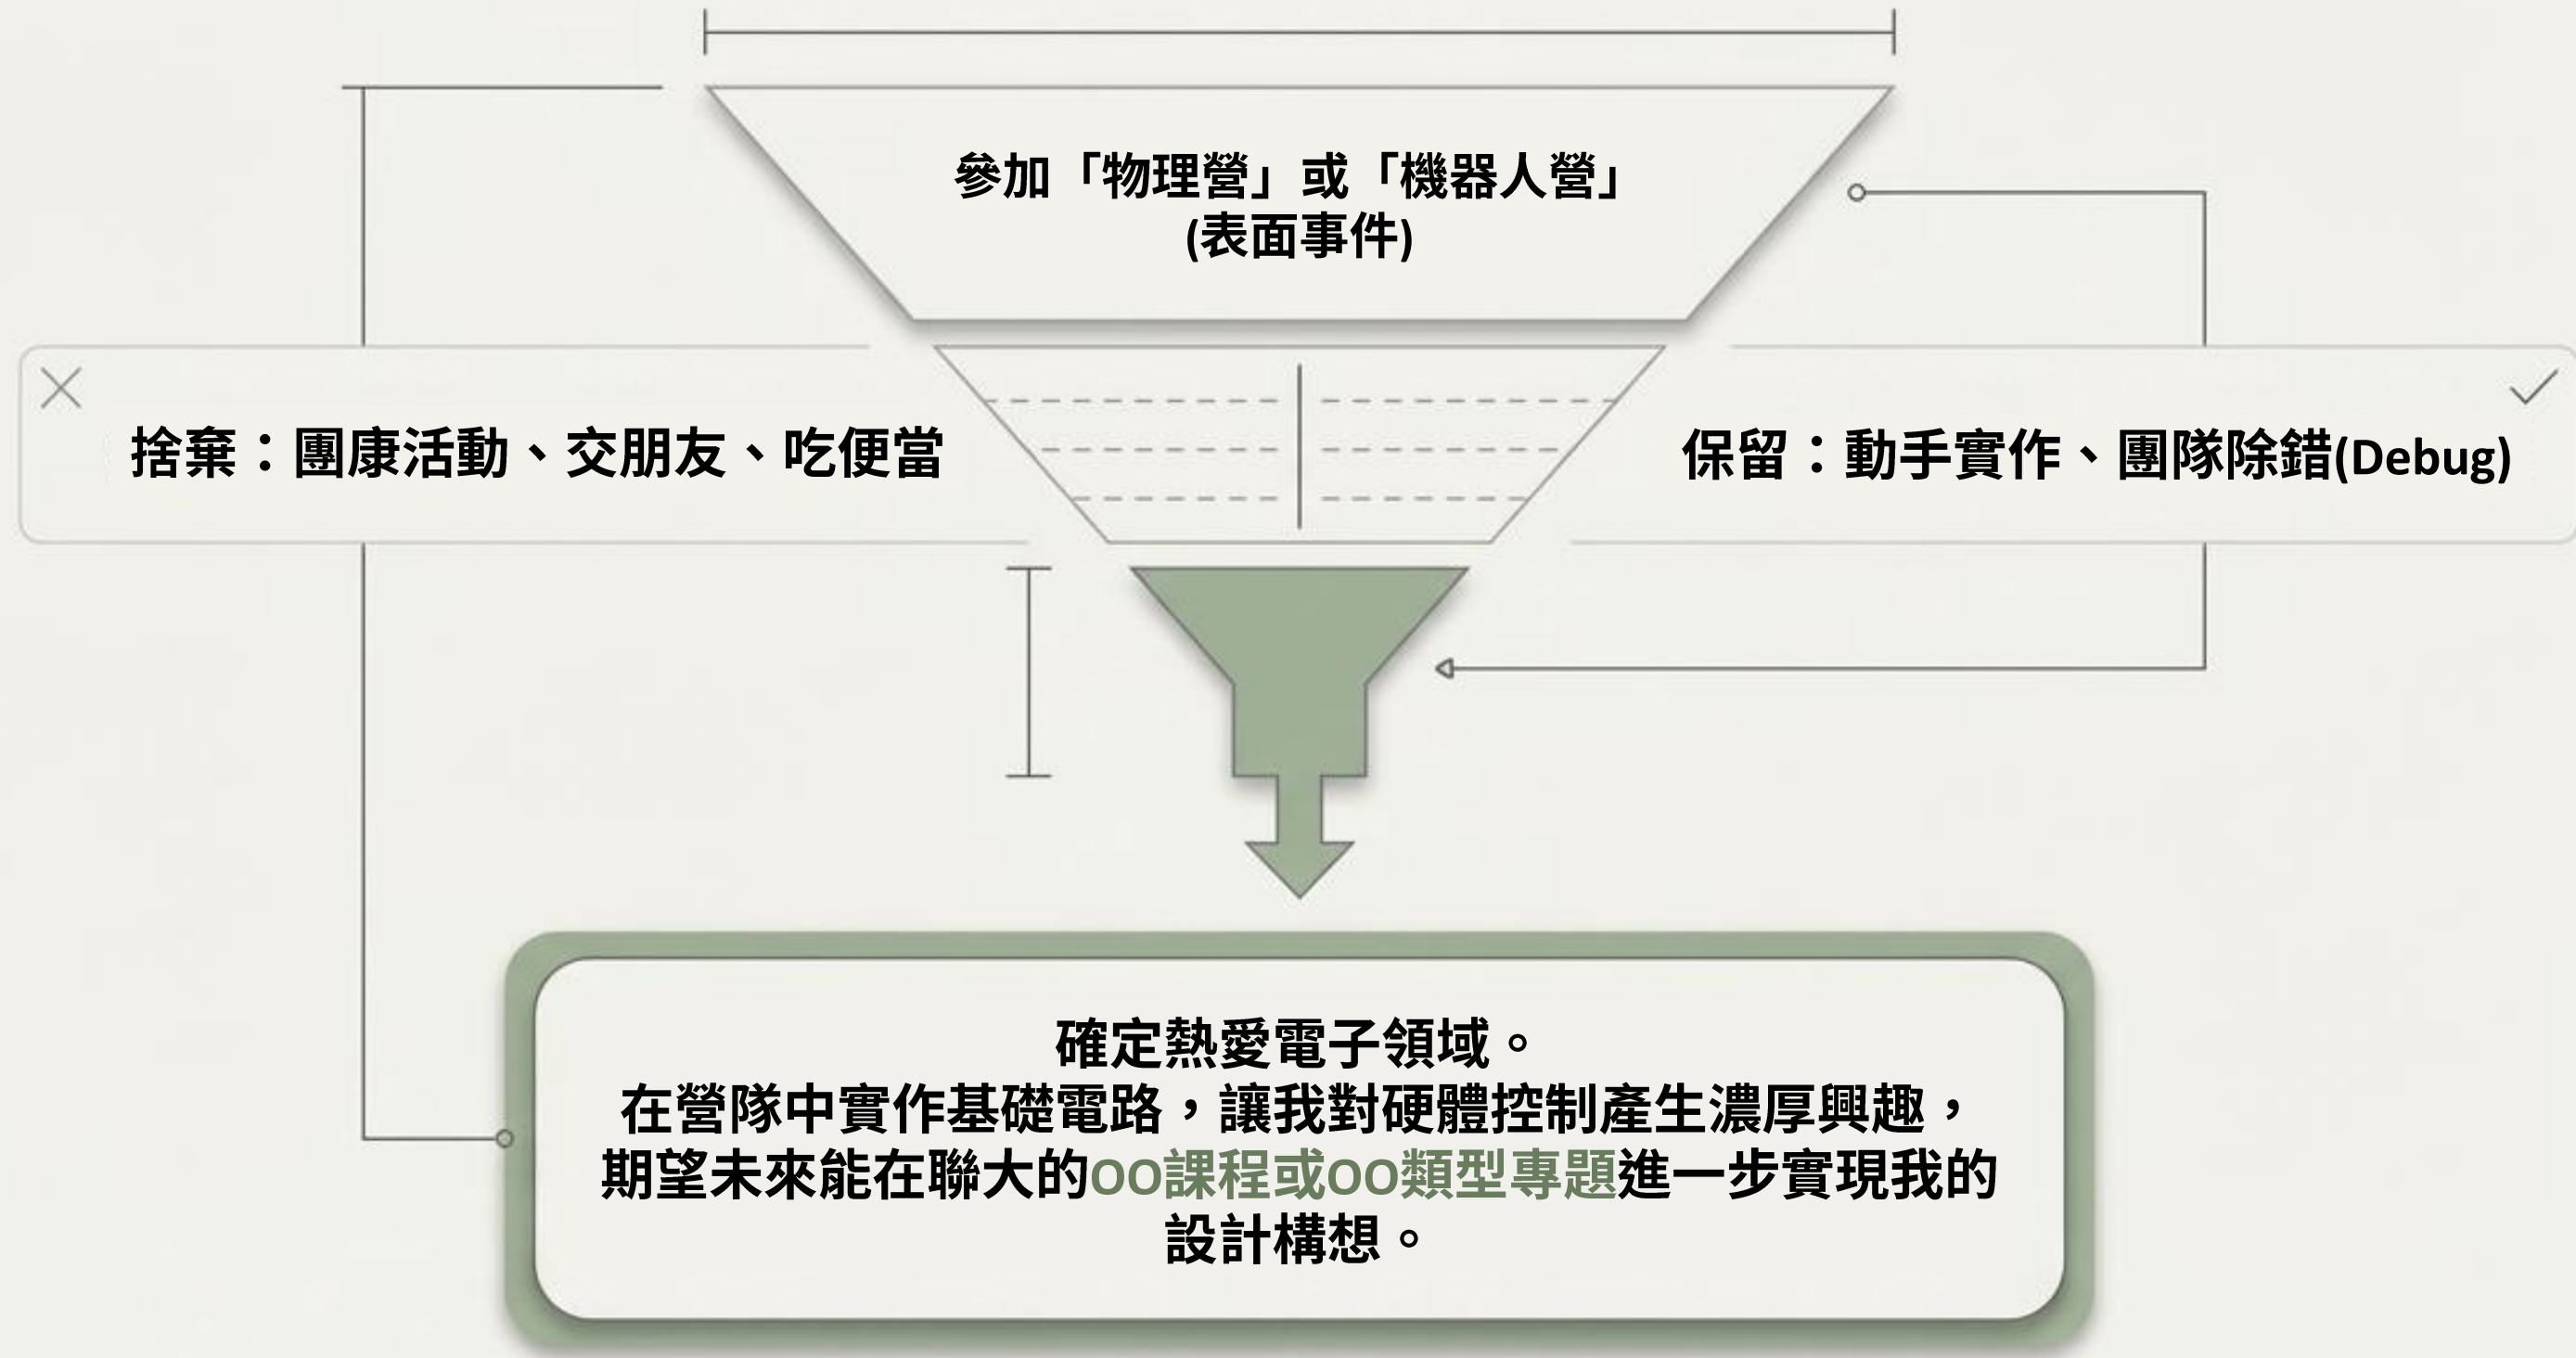 參加「物理營」或「機器人營」
(表面事件)
捨棄：團康活動、交朋友、吃便當
保留：動手實作、團隊除錯(Debug)
確定熱愛電子領域。
在營隊中實作基礎電路，讓我對硬體控制產生濃厚興趣，
期望未來能在聯大的OO課程或OO類型專題進一步實現我的
設計構想。